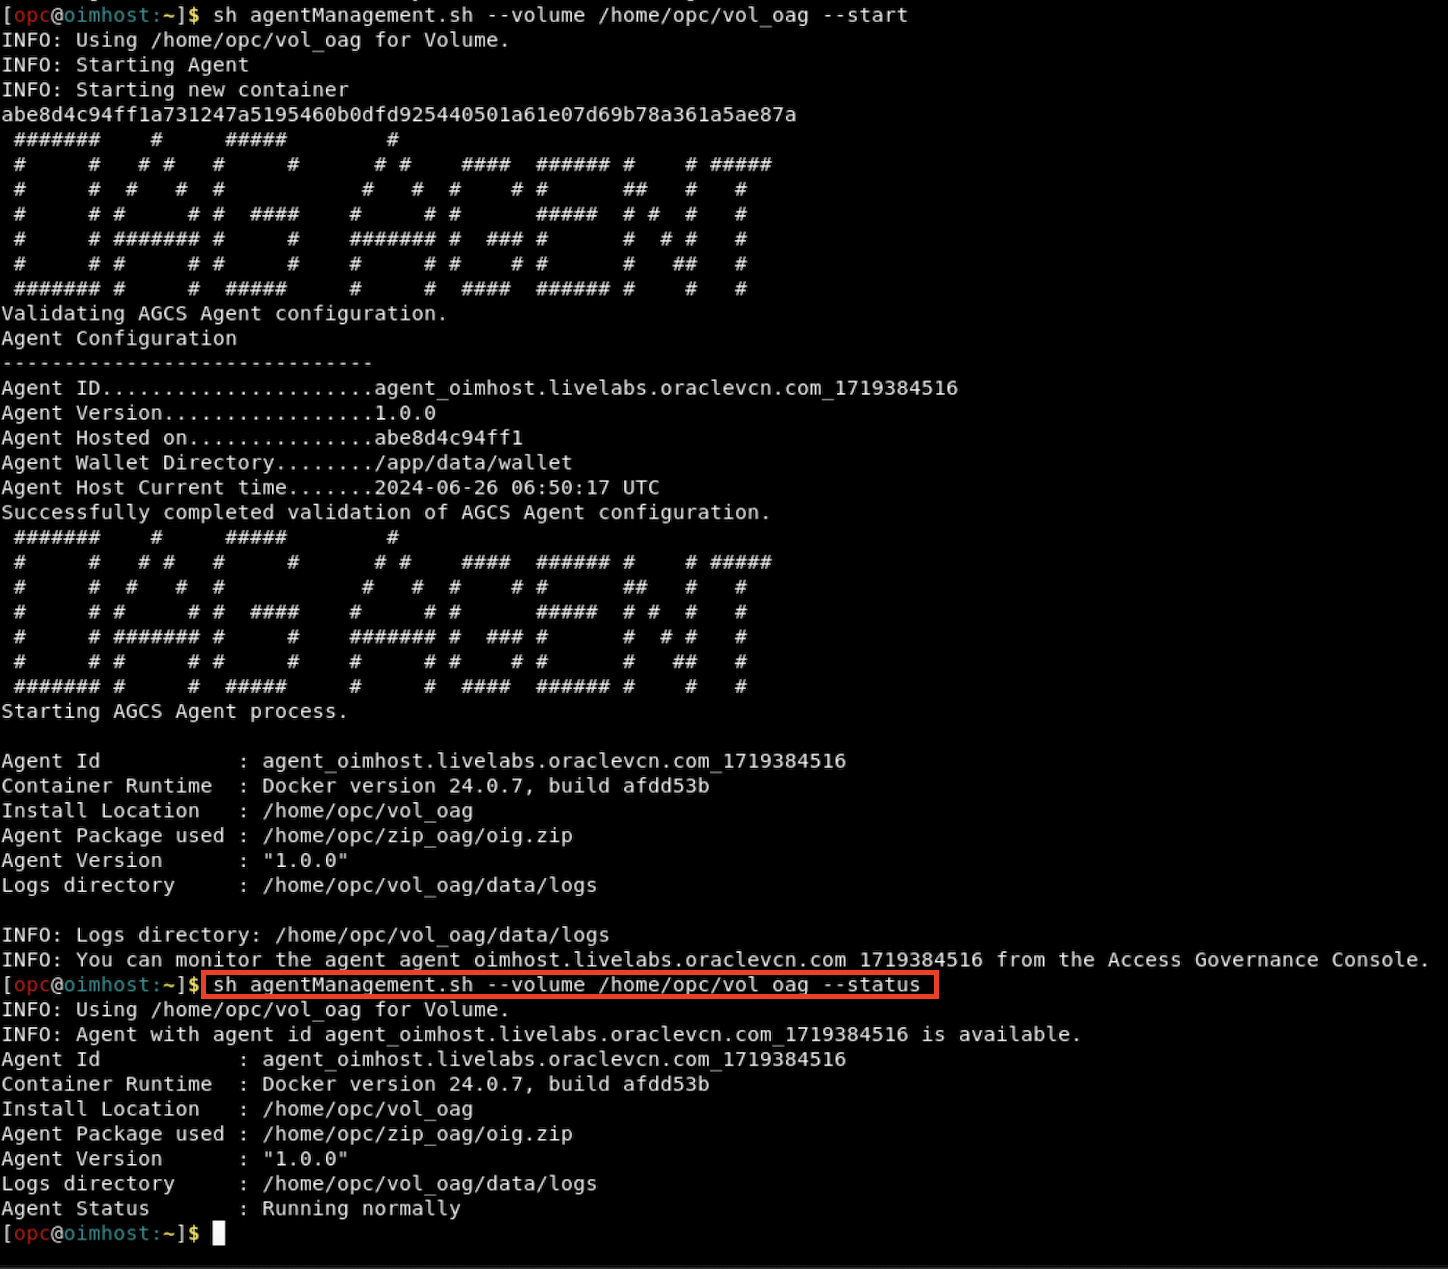 [opc@oimhost:~]$ sh agentManagement.sh --volume /home/opc/vol_oag --start
INFO: Using /home/opc/vol_oag for Volume.
INFO: Starting Agent
INFO: Starting new container
abe8d4c94ff1a731247a5195460b0dfd925440501a61e07d69b78a361a5ae87a
OAG AGENT
Validating AGCS Agent configuration.
Agent Configuration
------------------------------
Agent ID......................agent_oimhost.livelabs.oraclevcn.com_1719384516
Agent Version.................1.0.0
Agent Hosted on...............abe8d4c94ff1
Agent Wallet Directory......../app/data/wallet
Agent Host Current time.......2024-06-26 06:50:17 UTC
Successfully completed validation of AGCS Agent configuration.
OAG AGENT
Starting AGCS Agent process.
Agent Id           : agent_oimhost.livelabs.oraclevcn.com_1719384516
Container Runtime  : Docker version 24.0.7, build afdd53b
Install Location   : /home/opc/vol_oag
Agent Package used : /home/opc/zip_oag/oig.zip
Agent Version      : "1.0.0"
Logs directory     : /home/opc/vol_oag/data/logs
INFO: Logs directory: /home/opc/vol_oag/data/logs
INFO: You can monitor the agent agent_oimhost.livelabs.oraclevcn.com_1719384516 from the Access Governance Console.
[opc@oimhost:~]$ sh agentManagement.sh --volume /home/opc/vol_oag --status
INFO: Using /home/opc/vol_oag for Volume.
INFO: Agent with agent id agent_oimhost.livelabs.oraclevcn.com_1719384516 is available.
Agent Id           : agent_oimhost.livelabs.oraclevcn.com_1719384516
Container Runtime  : Docker version 24.0.7, build afdd53b
Install Location   : /home/opc/vol_oag
Agent Package used : /home/opc/zip_oag/oig.zip
Agent Version      : "1.0.0"
Logs directory     : /home/opc/vol_oag/data/logs
Agent Status       : Running normally
[opc@oimhost:~]$